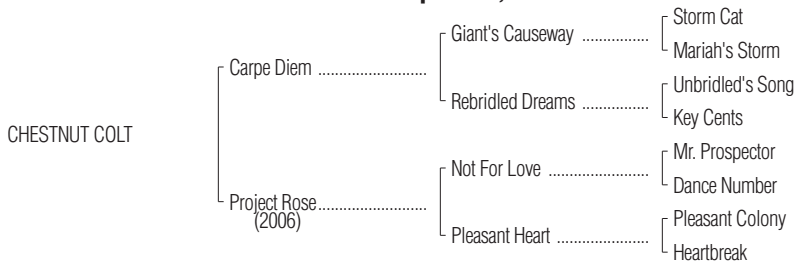 Storm Cat
Giant's Causeway ................
Mariah's Storm
Carpe Diem ..........................
Unbridled's Song
Rebridled Dreams ................
Key Cents
CHESTNUT COLT
Mr. Prospector
Not For Love ........................
Dance Number
Project Rose..........................
(2006)
Pleasant Colony
Pleasant Heart ......................
Heartbreak